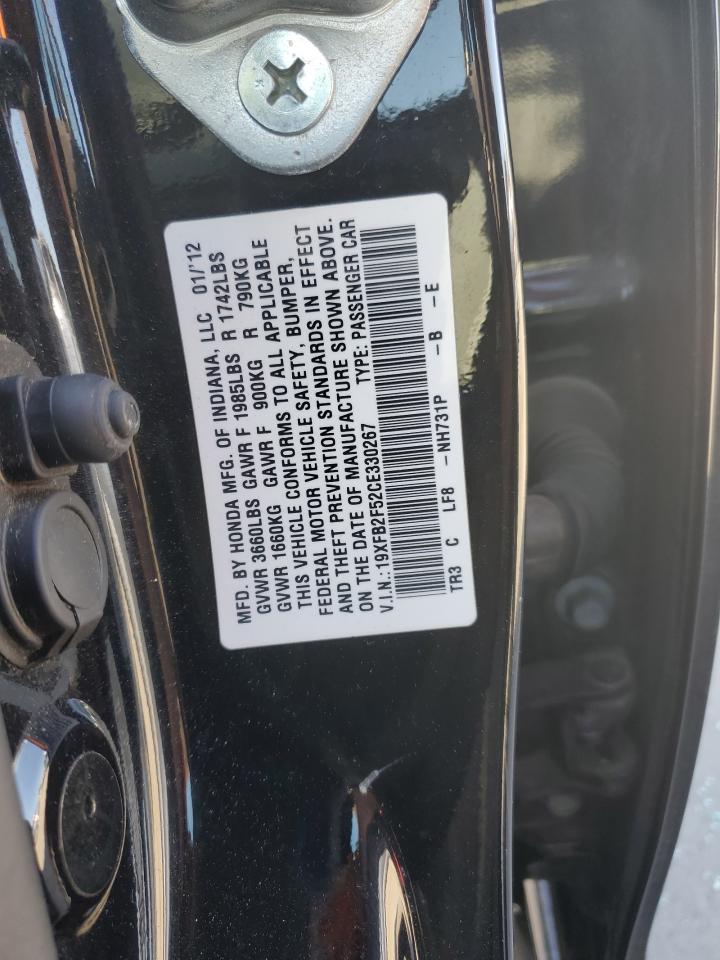 MFD. BY HONDA MFG. OF INDIANA, LLC 01/'12
GVWR 3660LBS GAWR F 1985LBS R 1742LBS
GVWR 1660KG GAWR F 900KG R 790KG
THIS VEHICLE CONFORMS TO ALL APPLICABLE
FEDERAL MOTOR VEHICLE SAFETY, BUMPER,
AND THEFT PREVENTION STANDARDS IN EFFECT
ON THE DATE OF MANUFACTURE SHOWN ABOVE.
V.I.N.:19XFB2F52CE330267 TYPE: PASSENGER CAR
TR3 C LF8 -NH731P -B -E